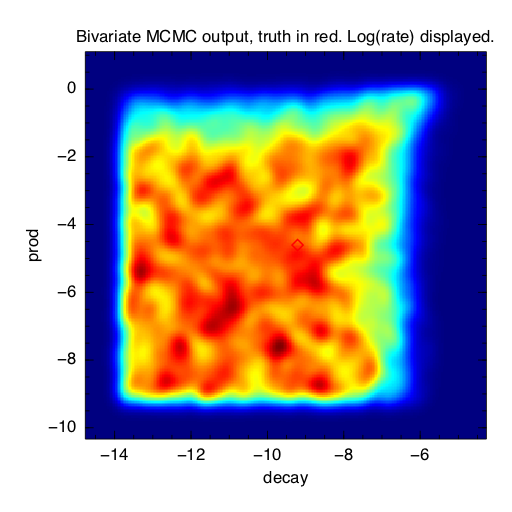 Bivariate MCMC output, truth in red. Log(rate) displayed.
0
−2
−4
−6
−8
−10
prod
−14 −12 −10 −8 −6
decay